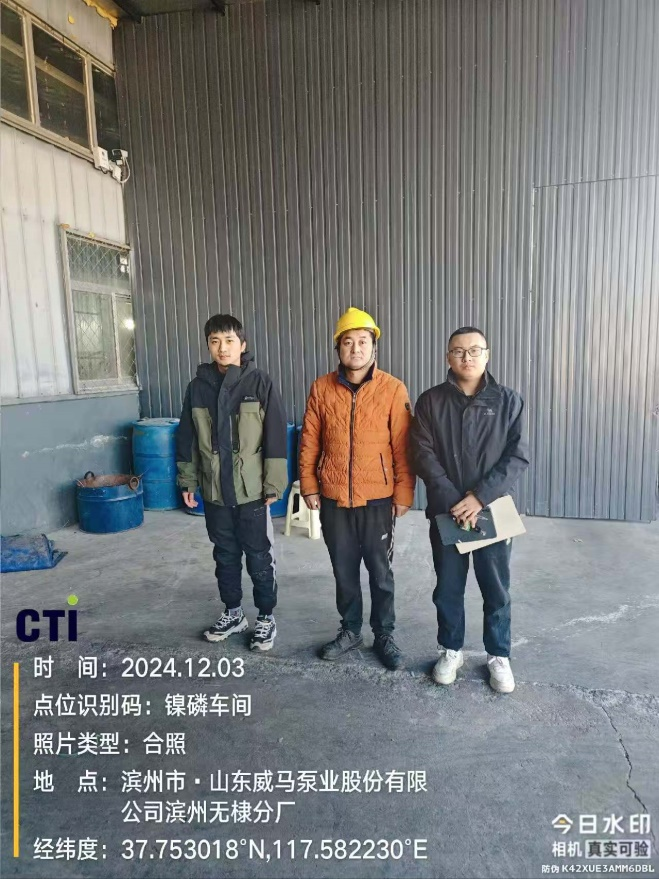 CTI
时 间：2024.12.03
点位识别码：镍磷车间
照片类型：合照
地 点：滨州市·山东威马泵业股份有限
公司滨州无棣分厂
经纬度：37.753018°N,117.582230°E
今日水印
相机 真实可验
防伪 K42XUE3AMM6DBL